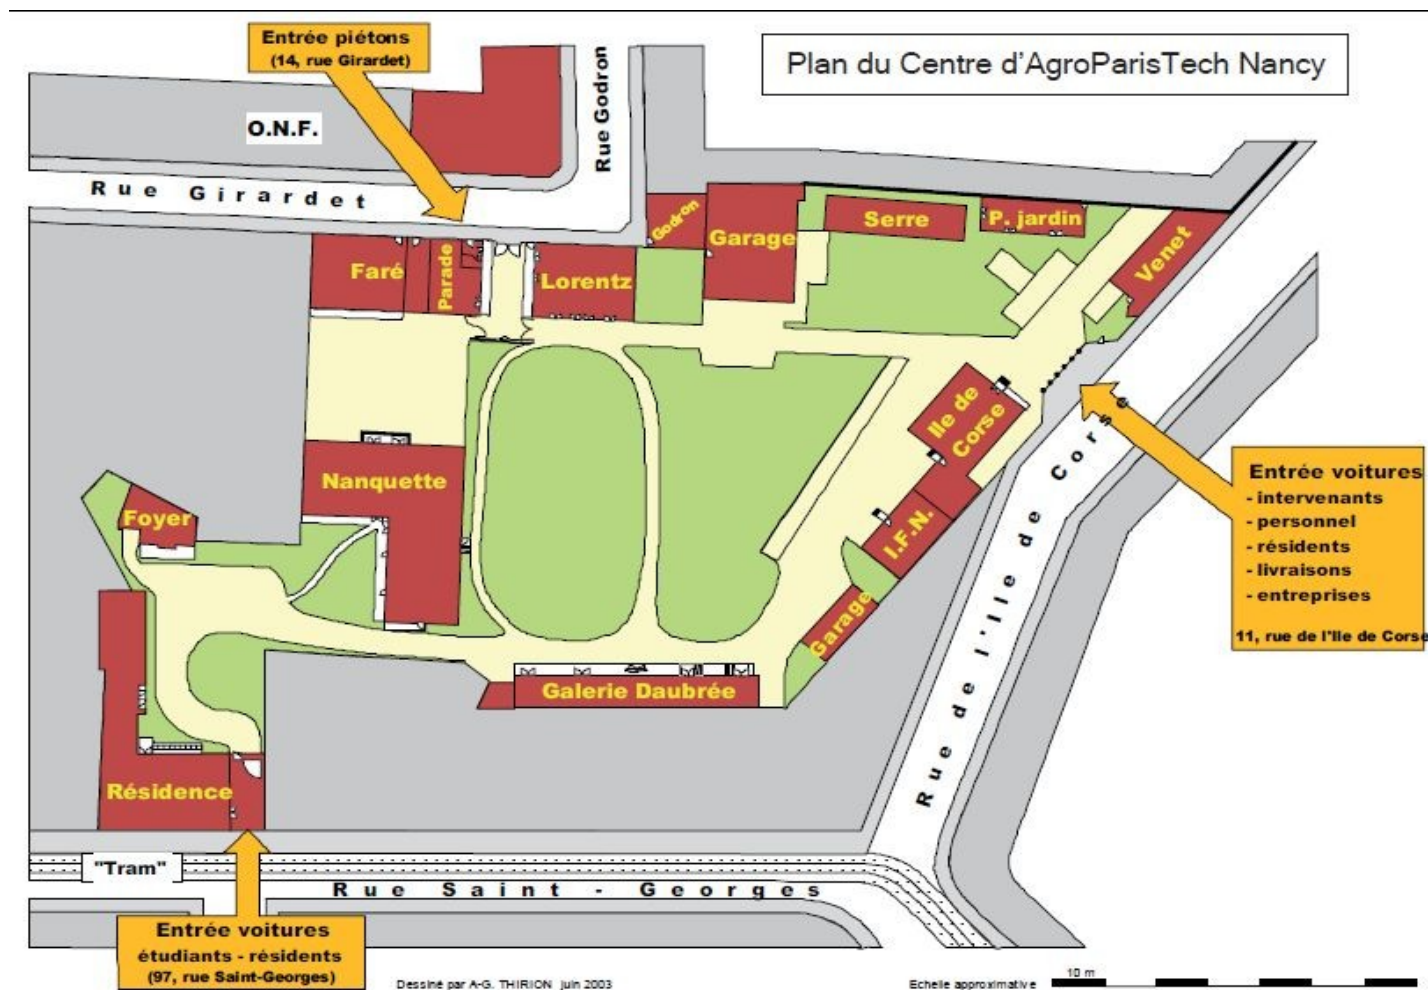 Entrée piétons
(14, rue Girardet)
Plan du Centre d'AgroParisTech Nancy
O.N.F.
Rue Godron
Rue Girardet
Godron
Garage
Serre
P. jardin
Venet
Faré
Parade
Lorentz
Ile de
Corse
Nanquette
Foyer
I.F.N.
Garage
Galerie Daubrée
Résidence
Rue de l'Ile de Corse
Entrée voitures
- intervenants
- personnel
- résidents
- livraisons
- entreprises
11, rue de l'Ile de Corse
"Tram"
Rue Saint - Georges
Entrée voitures
étudiants - résidents
(97, rue Saint-Georges)
Dessiné par A-G. THIRION juin 2003
Echelle approximative
10 m